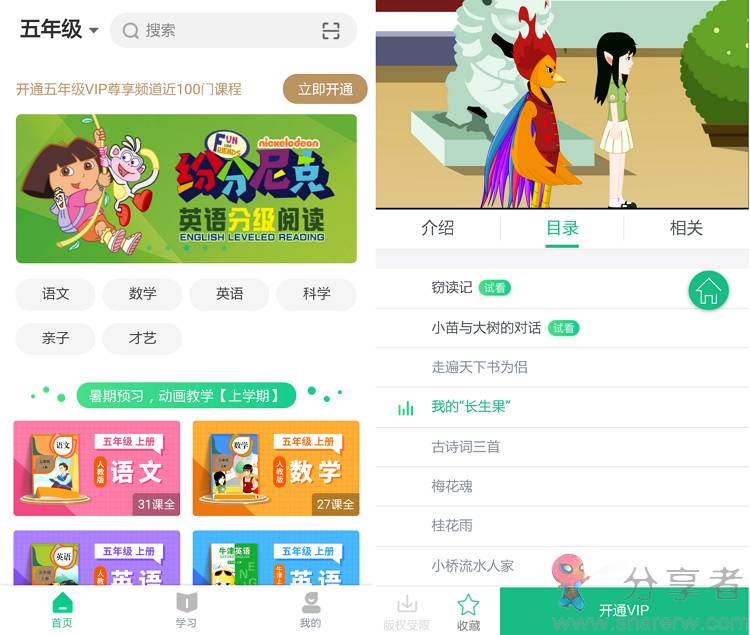 五年级
搜索
开通五年级VIP尊享频道近100门课程
立即开通
FUN
and
FRIENDS
nickelodeon
纷分尼克
英语分级阅读
ENGLISH LEVELED READING
语文
数学
英语
科学
亲子
才艺
暑期预习，动画教学【上学期】
语文
五年级 上册
人教版
语文
31课全
数学
五年级 上册
人教版
数学
27课全
英语
五年级 上册
人教
英语
牛津英语
五年级 上册
牛津
英语
首页
学习
我的
介绍
目录
相关
窃读记
试看
小苗与大树的对话
试看
走遍天下书为侣
我的“长生果”
古诗词三首
梅花魂
桂花雨
小桥流水人家
版权受限
收藏
开通VIP
分享者
www.sharerw.com